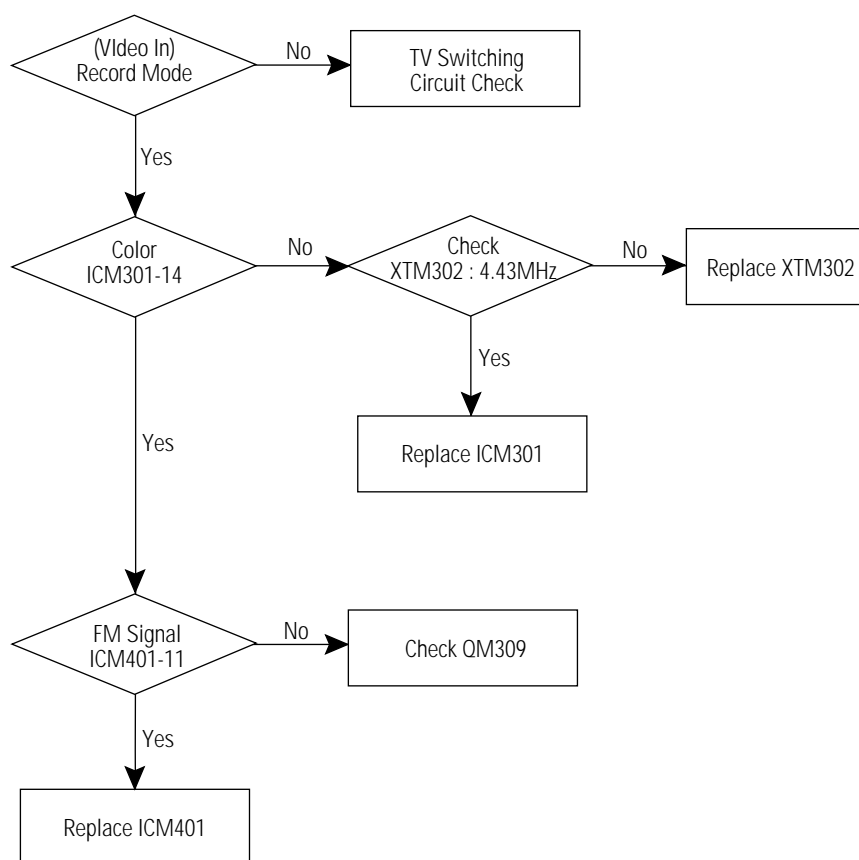 (VIdeo In)
Record Mode
No
TV Switching
Circuit Check
Yes
Color
ICM301-14
No
Check
XTM302 : 4.43MHz
No
Replace XTM302
Yes
Replace ICM301
Yes
FM Signal
ICM401-11
No
Check QM309
Yes
Replace ICM401